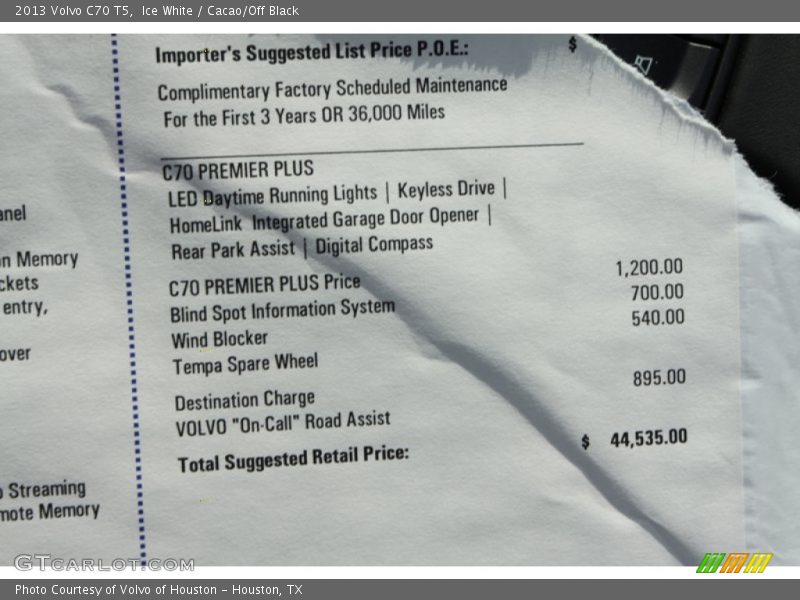 2013 Volvo C70 T5, Ice White / Cacao/Off Black
Importer's Suggested List Price P.O.E.: $
Complimentary Factory Scheduled Maintenance
For the First 3 Years OR 36,000 Miles
C70 PREMIER PLUS
LED Daytime Running Lights | Keyless Drive |
HomeLink Integrated Garage Door Opener |
Rear Park Assist | Digital Compass
C70 PREMIER PLUS Price 1,200.00
Blind Spot Information System 700.00
Wind Blocker 540.00
Tempa Spare Wheel
Destination Charge 895.00
VOLVO "On-Call" Road Assist
Total Suggested Retail Price: $ 44,535.00
anel
n Memory
ckets
entry,
over
o Streaming
mote Memory
GTCARLOT.COM
Photo Courtesy of Volvo of Houston - Houston, TX